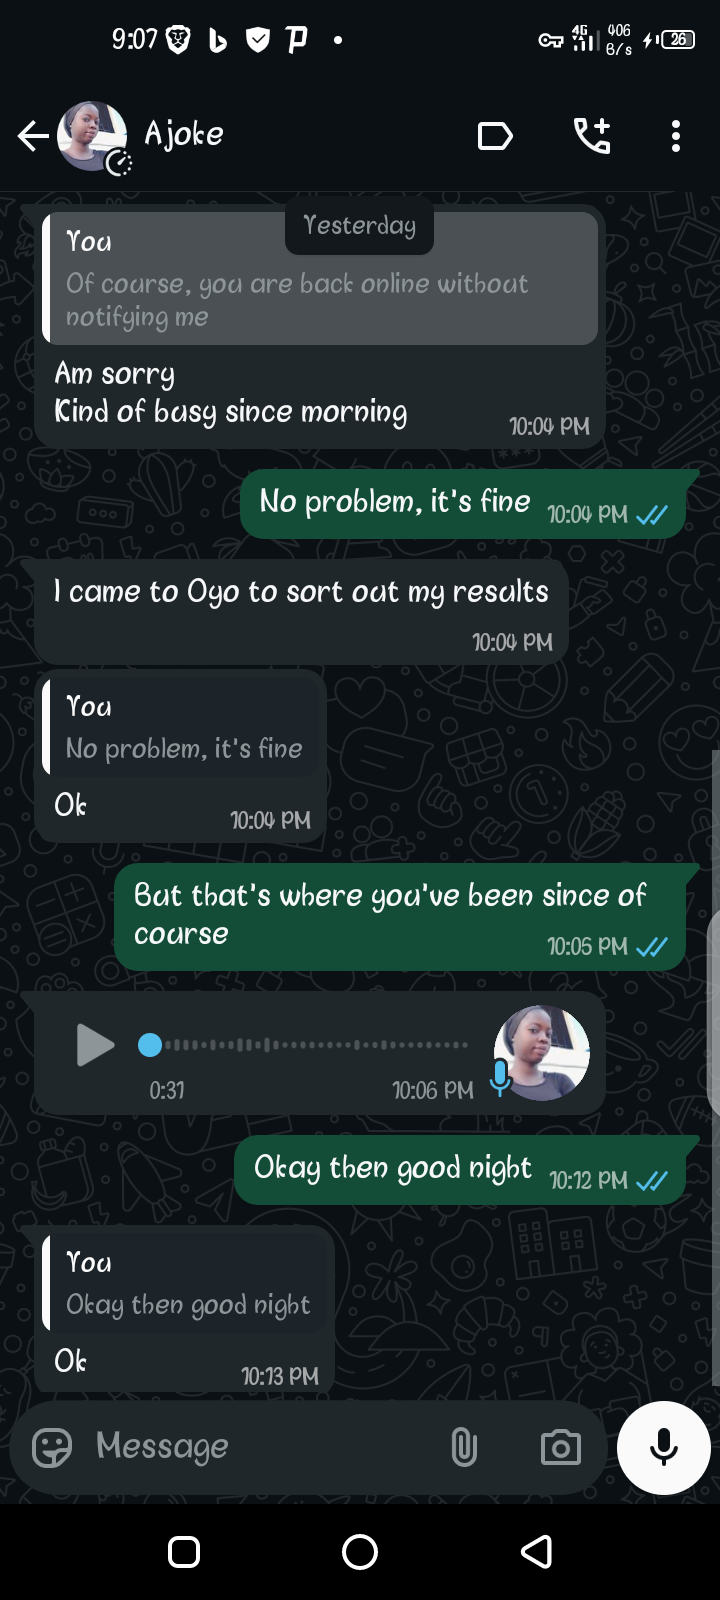 9:07
4G
406
B/s
26
Ajoke
Yesterday
You
Of course, you are back online without
notifying me
Am sorry
Kind of busy since morning
10:04 PM
No problem, it's fine 10:04 PM
I came to Oyo to sort out my results
10:04 PM
You
No problem, it's fine
Ok 10:04 PM
But that's where you've been since of
course 10:05 PM
0:31 10:06 PM
Okay then good night 10:12 PM
You
Okay then good night
Ok 10:13 PM
Message